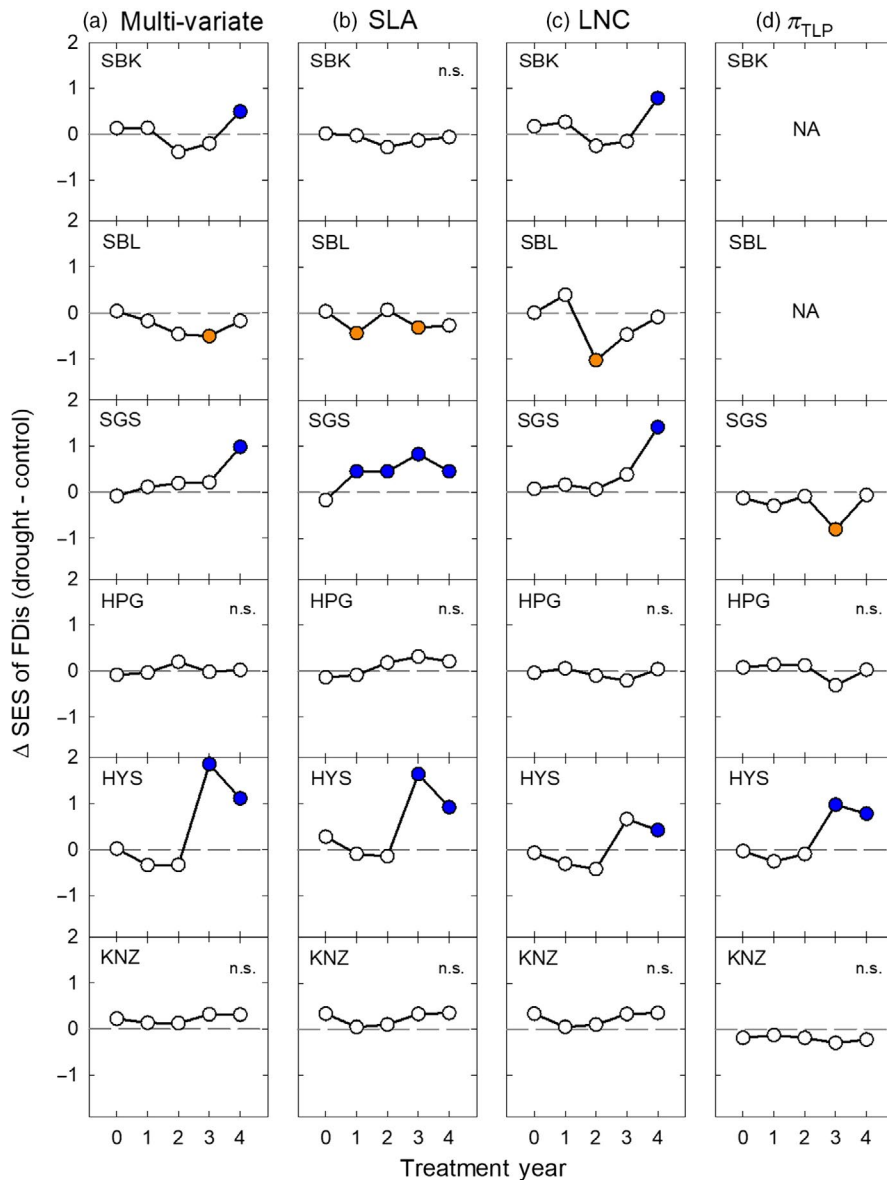 (a) Multi-variate (b) SLA (c) LNC (d) πTLP
2 SBK SBK n.s. SBK SBK
1
0 NA
−1
2 SBL SBL SBL SBL
1
0 NA
−1
2 SGS SGS SGS SGS
1
0
−1
2 HPG n.s. HPG n.s. HPG n.s. HPG n.s.
1
0
−1
2 HYS HYS HYS HYS
1
0
−1
2 KNZ n.s. KNZ n.s. KNZ n.s. KNZ n.s.
1
0
−1
0 1 2 3 4 0 1 2 3 4 0 1 2 3 4 0 1 2 3 4
Treatment year
Δ SES of FDis (drought - control)